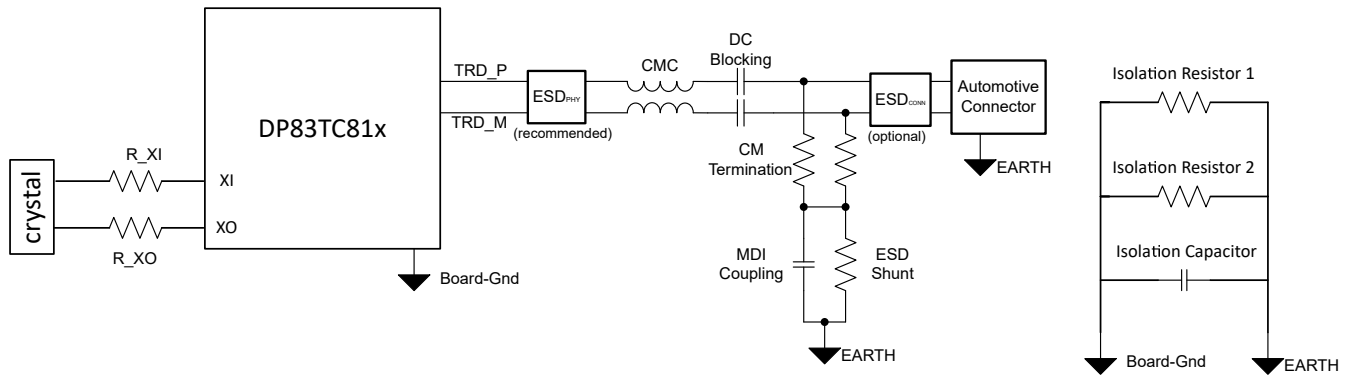 DP83TC81x
TRD_P
TRD_M
ESDPHY
(recommended)
CMC
DC
Blocking
ESDCONN
(optional)
Automotive
Connector
EARTH
CM
Termination
MDI
Coupling
ESD
Shunt
EARTH
crystal
R_XI
R_XO
XI
XO
Board-Gnd
Isolation Resistor 1
Isolation Resistor 2
Isolation Capacitor
Board-Gnd
EARTH